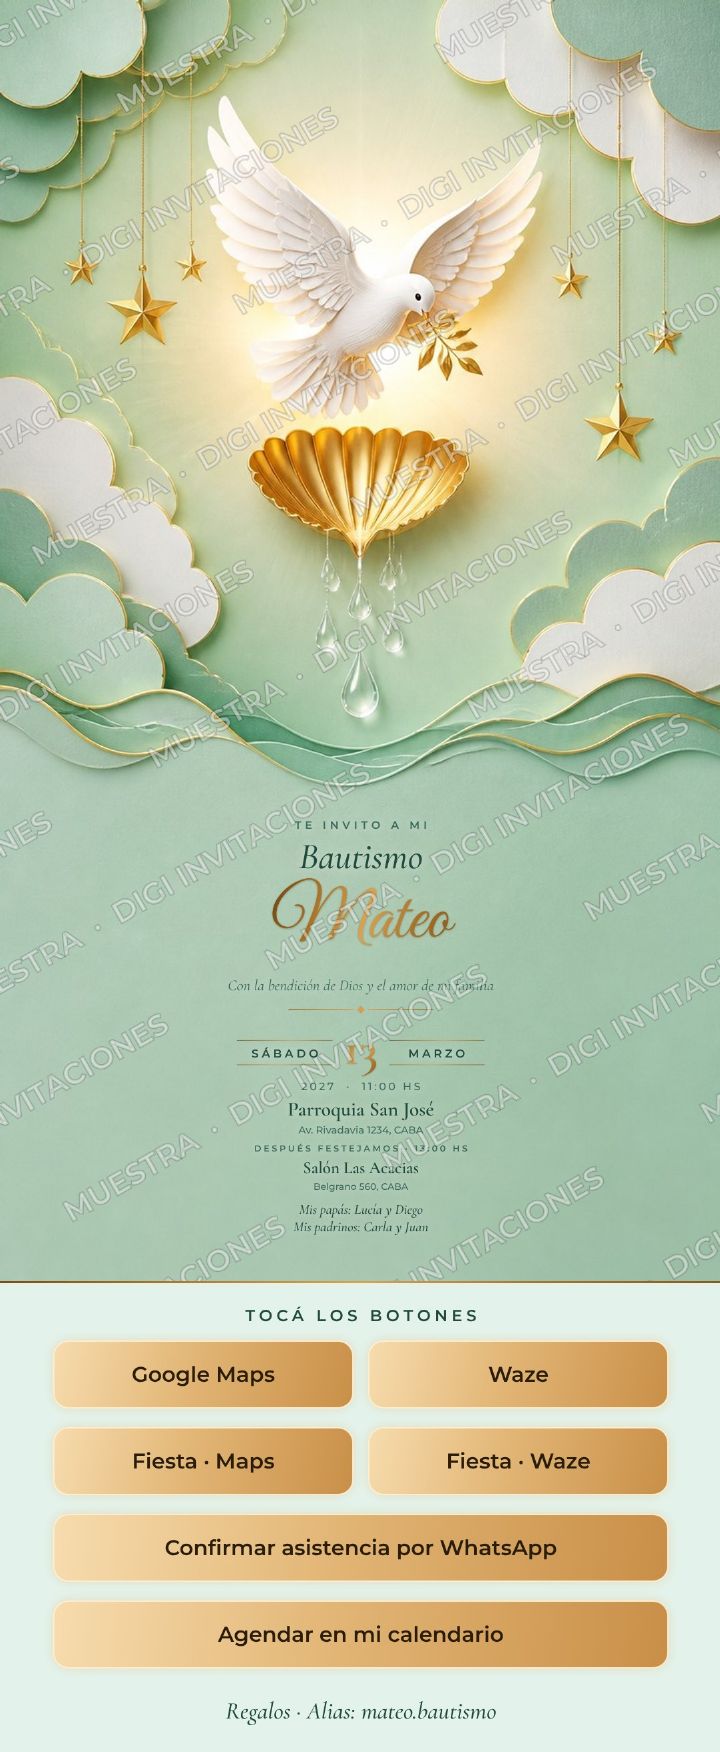 TE INVITO A MI
Bautismo
Mateo
Con la bendición de Dios y el amor de mi familia
SÁBADO 13 MARZO
2027 · 11:00 HS
Parroquia San José
Av. Rivadavia 1234, CABA
DESPUÉS FESTEJAMOS · 13:00 HS
Salón Las Acacias
Belgrano 560, CABA
Mis papás: Lucía y Diego
Mis padrinos: Carla y Juan
MUESTRA · DIGI INVITACIONES
TOCÁ LOS BOTONES
Google Maps
Waze
Fiesta · Maps
Fiesta · Waze
Confirmar asistencia por WhatsApp
Agendar en mi calendario
Regalos · Alias: mateo.bautismo